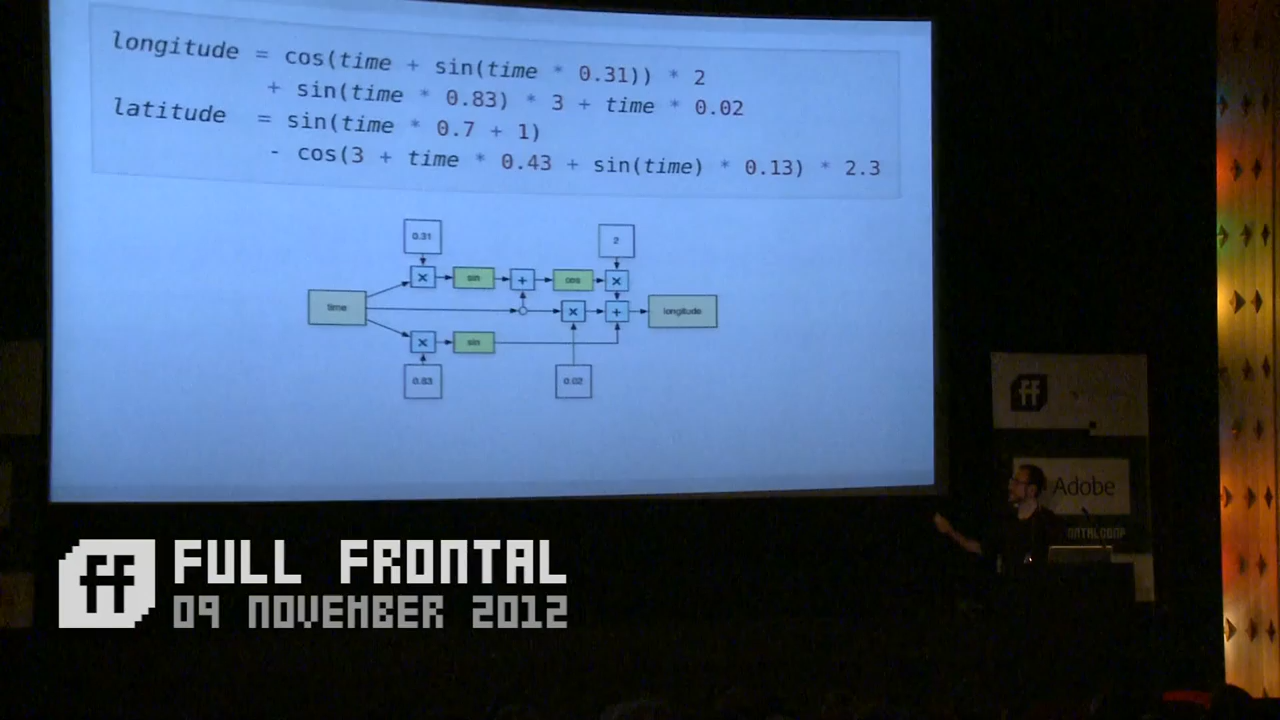 longitude = cos(time + sin(time * 0.31)) * 2
+ sin(time * 0.83) * 3 + time * 0.02
latitude = sin(time * 0.7 + 1)
- cos(3 + time * 0.43 + sin(time) * 0.13) * 2.3
0.31
2
× sin + cos ×
time
× + longitude
× sin
0.83
0.02
ff
Adobe
ff
FULL FRONTAL
09 NOVEMBER 2012